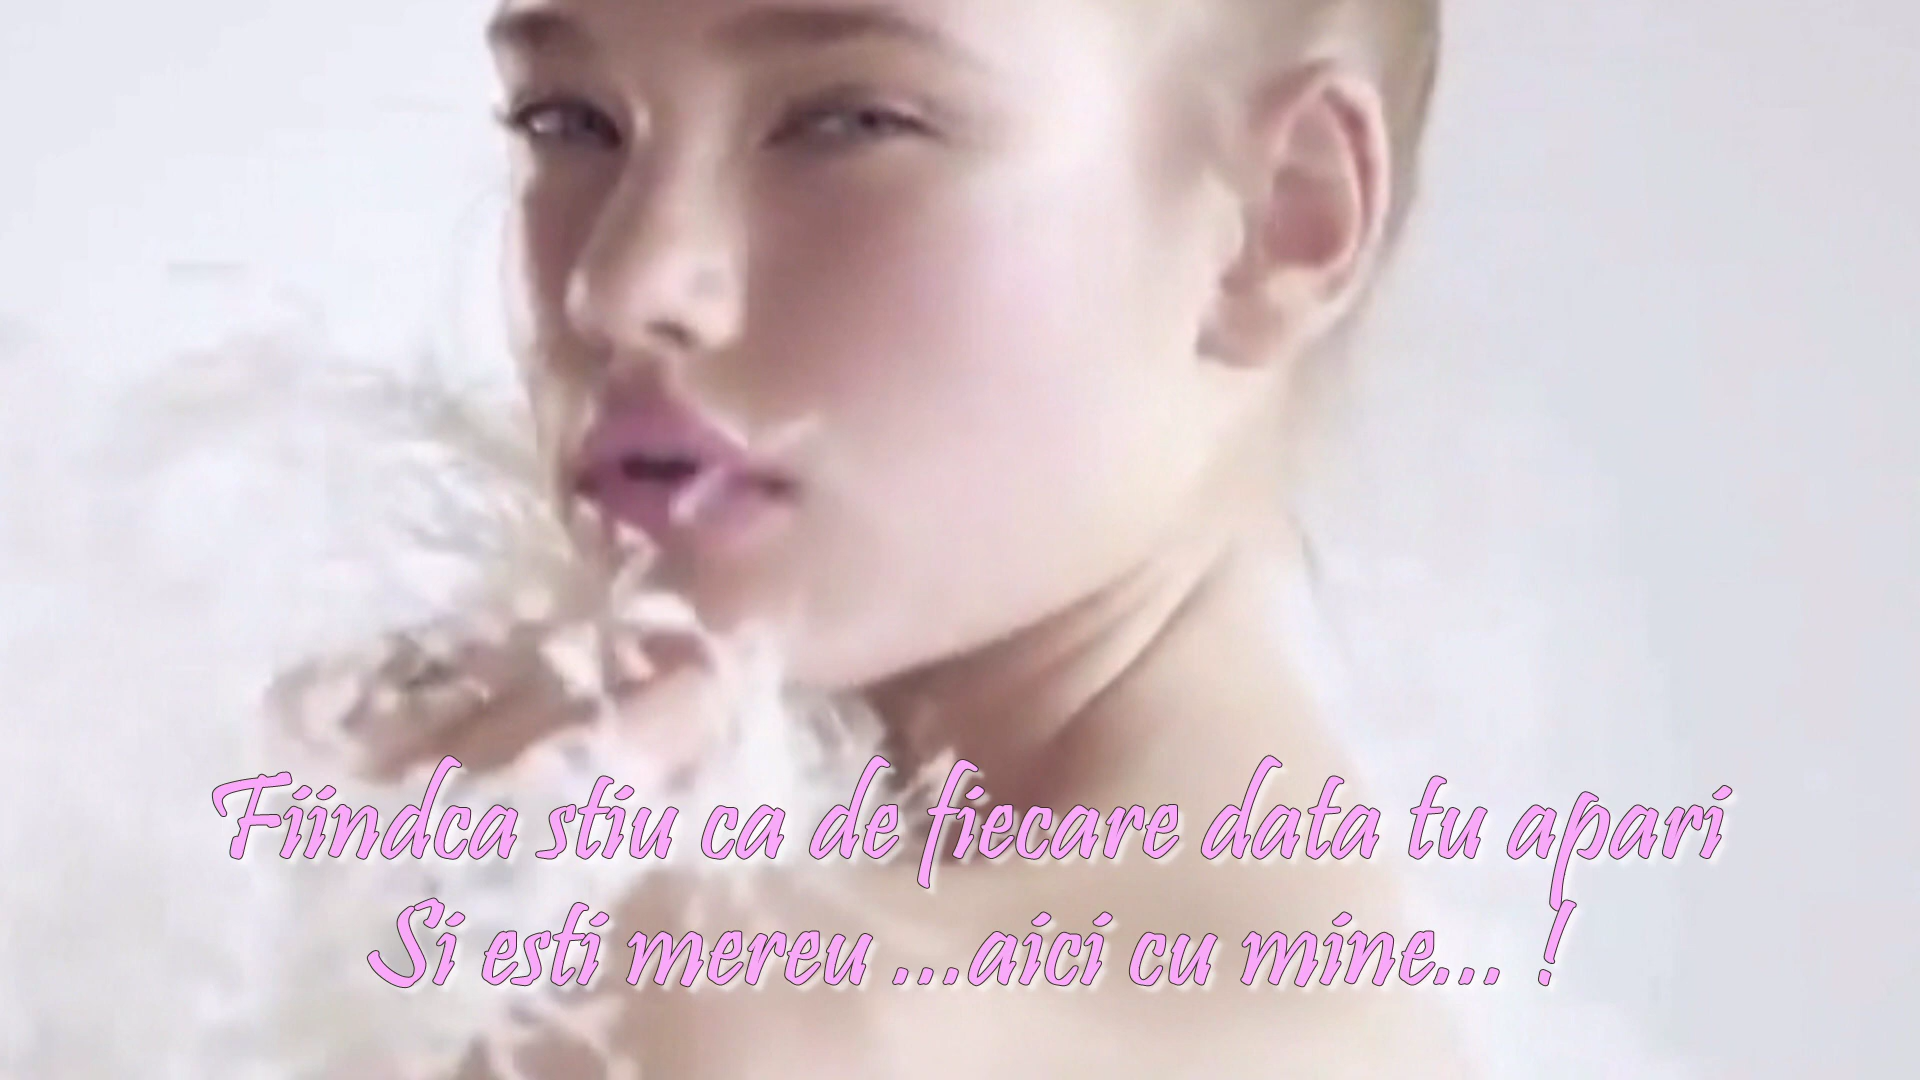 Fiindca stiu ca de fiecare data tu apari
Si esti mereu ...aici cu mine... !